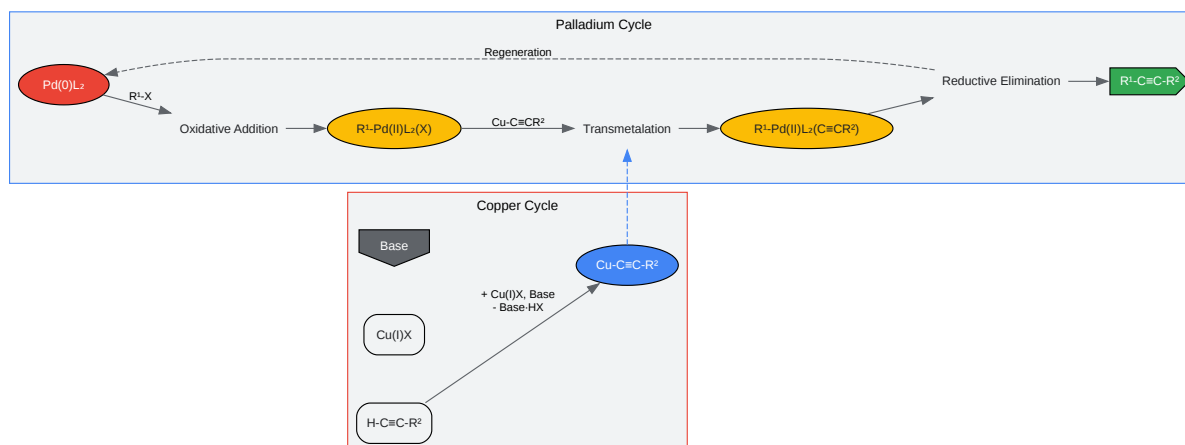 Palladium Cycle
Regeneration
Pd(0)L₂
R¹-X
Oxidative Addition
R¹-Pd(II)L₂(X)
Cu-C≡CR²
Transmetalation
R¹-Pd(II)L₂(C≡CR²)
Reductive Elimination
R¹-C≡C-R²
Copper Cycle
Base
Cu-C≡C-R²
+ Cu(I)X, Base
- Base·HX
Cu(I)X
H-C≡C-R²